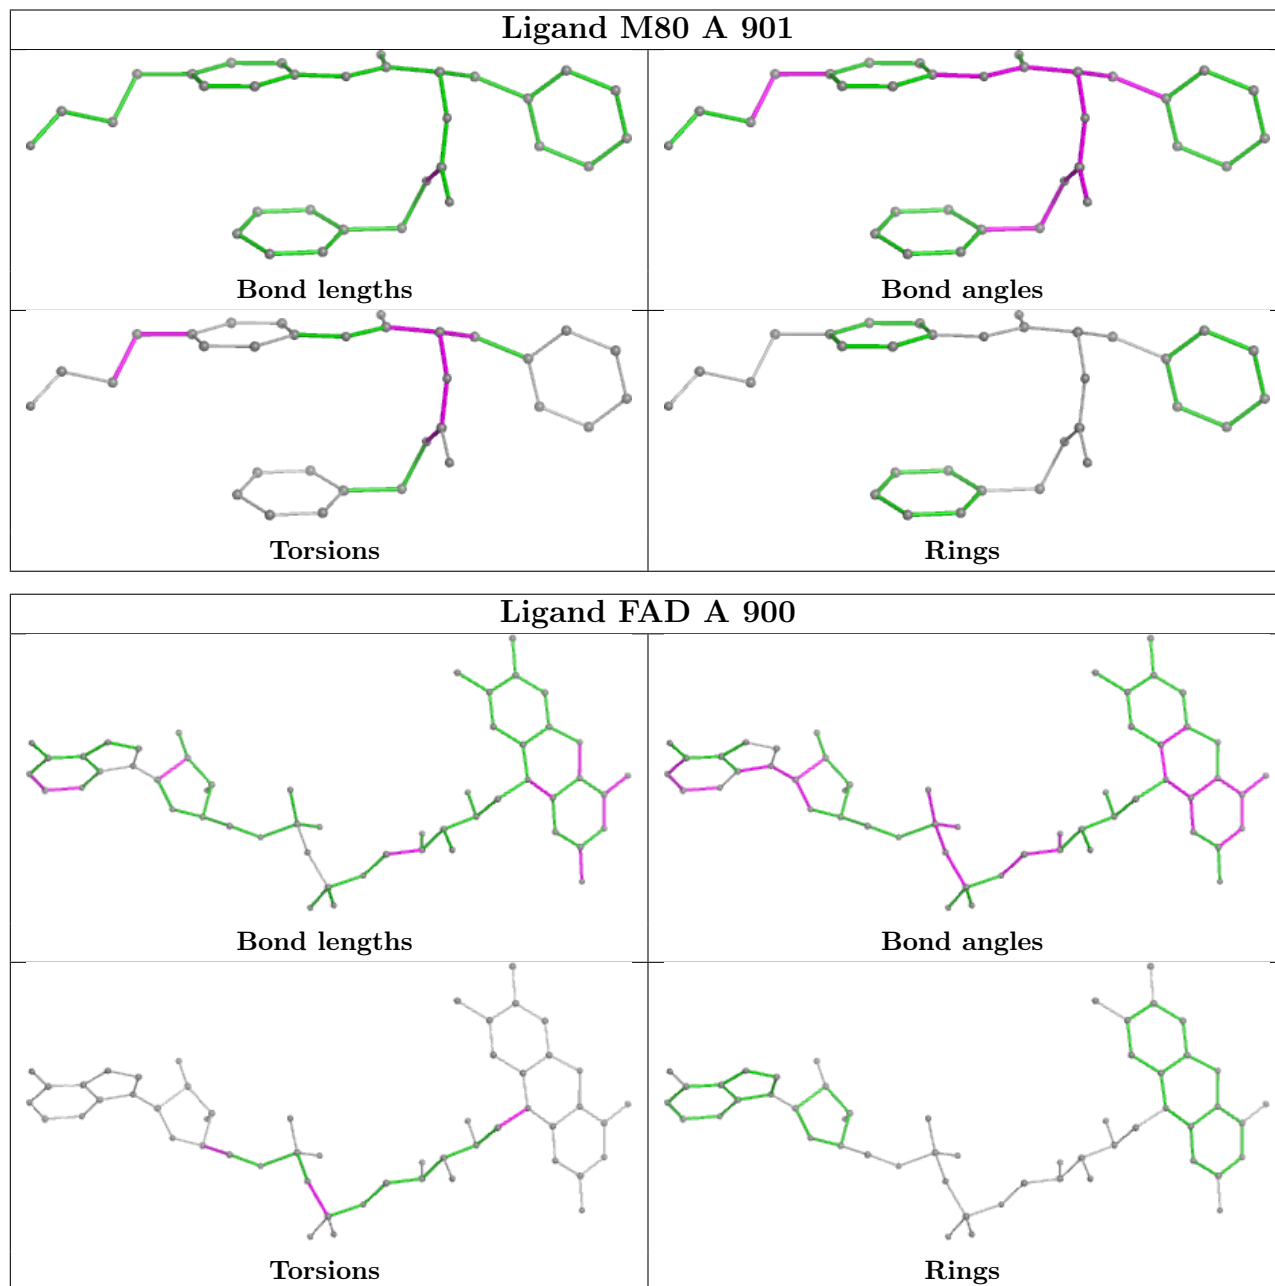 Ligand M80 A 901
Bond lengths
Bond angles
Torsions
Rings
Ligand FAD A 900
Bond lengths
Bond angles
Torsions
Rings